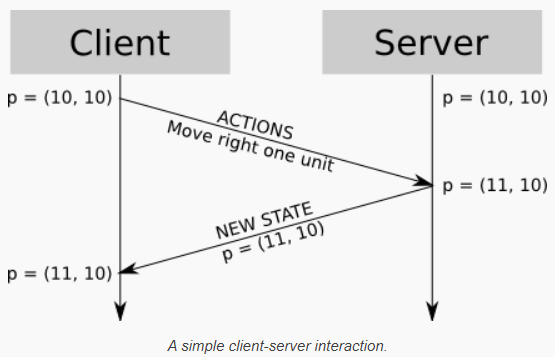 Client
Server
p = (10, 10)
p = (10, 10)
ACTIONS
Move right one unit
p = (11, 10)
NEW STATE
p = (11, 10)
p = (11, 10)
A simple client-server interaction.